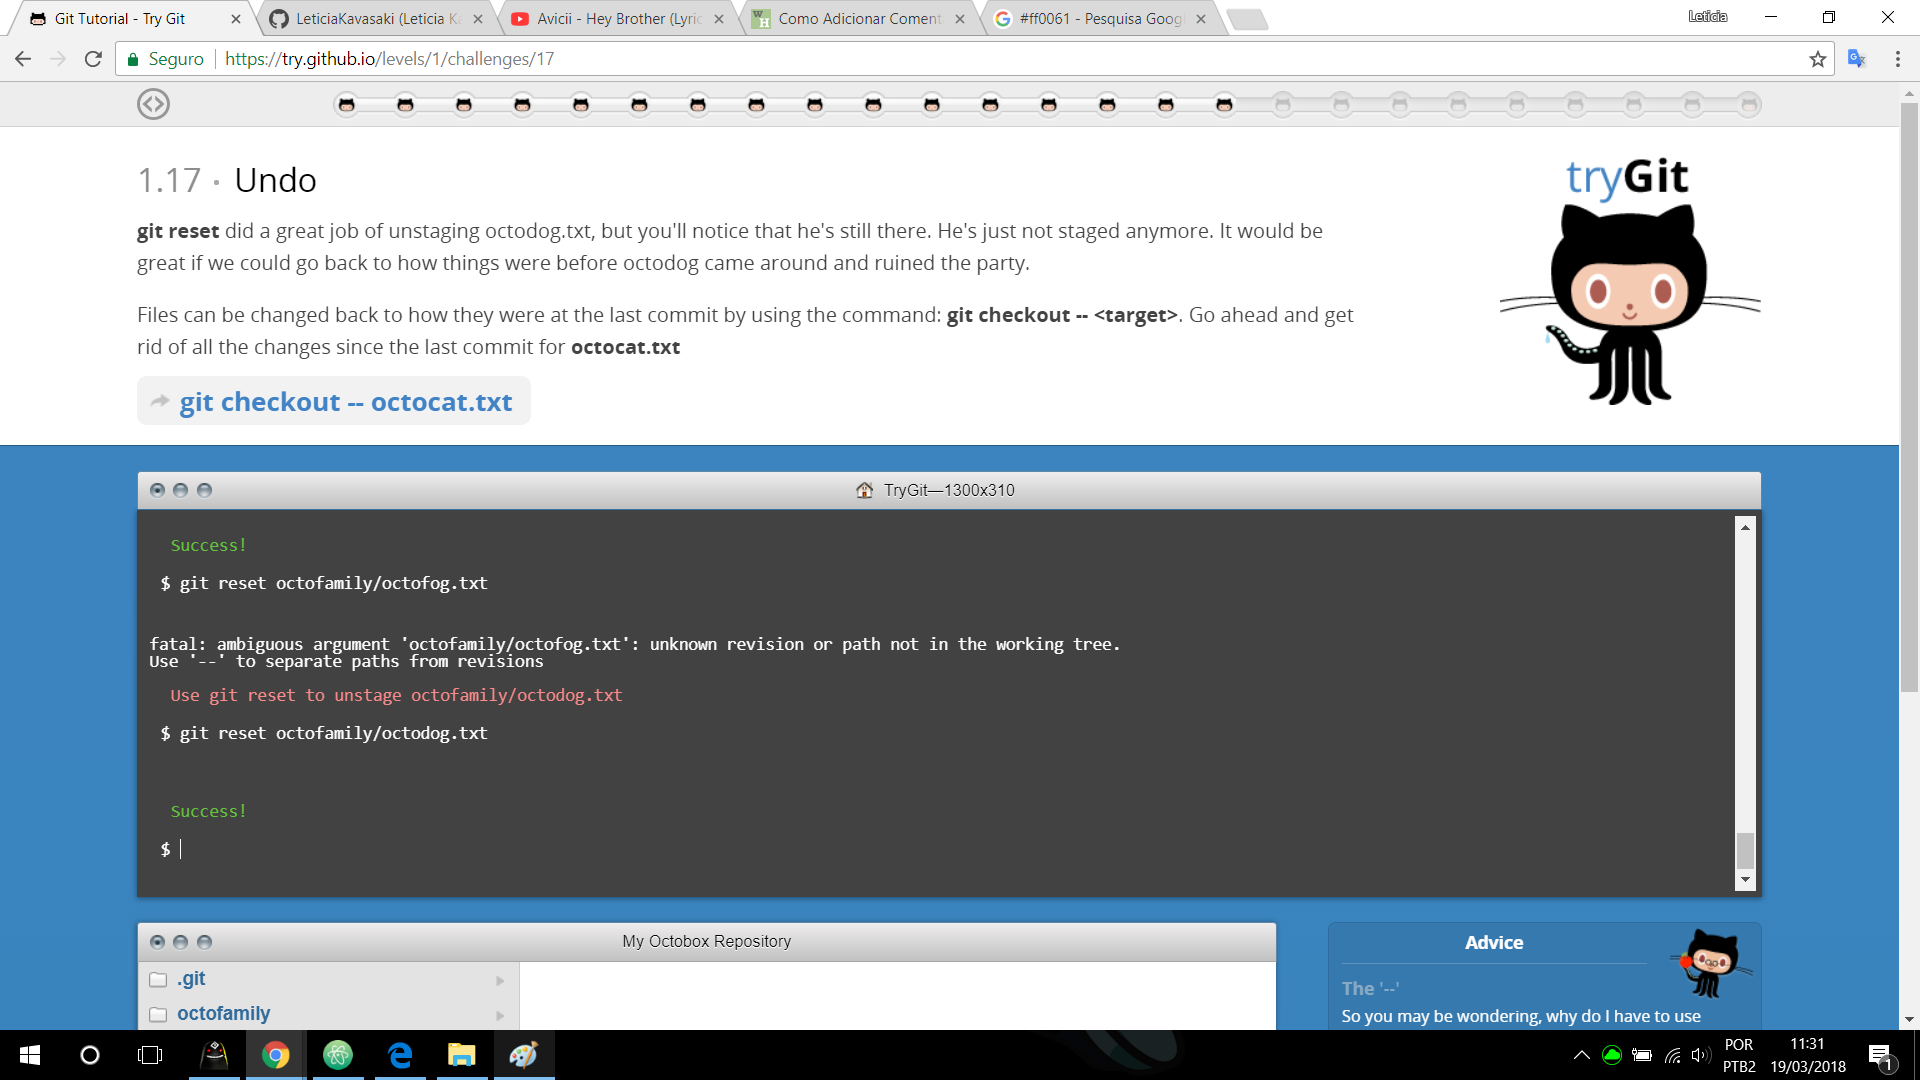 Git Tutorial - Try Git
LeticiaKavasaki (Leticia K
Avicii - Hey Brother (Lyric
Como Adicionar Coment
#ff0061 - Pesquisa Googl
Leticia
Seguro
https://try.github.io/levels/1/challenges/17
1.17 · Undo
git reset did a great job of unstaging octodog.txt, but you'll notice that he's still there. He's just not staged anymore. It would be
great if we could go back to how things were before octodog came around and ruined the party.
Files can be changed back to how they were at the last commit by using the command: git checkout -- <target>. Go ahead and get
rid of all the changes since the last commit for octocat.txt
git checkout -- octocat.txt
tryGit
TryGit—1300x310
Success!
$ git reset octofamily/octofog.txt
fatal: ambiguous argument 'octofamily/octofog.txt': unknown revision or path not in the working tree.
Use '--' to separate paths from revisions
Use git reset to unstage octofamily/octodog.txt
$ git reset octofamily/octodog.txt
Success!
$
My Octobox Repository
.git
octofamily
Advice
The '--'
So you may be wondering, why do I have to use
POR
PTB2
11:31
19/03/2018
1